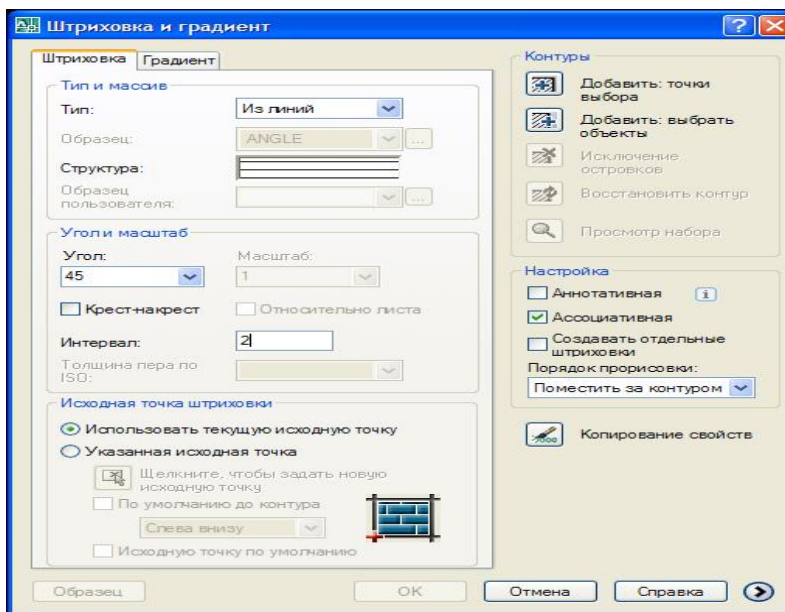 Штриховка и градиент
Штриховка
Градиент
Тип и массив
Тип:
Из линий
Образец:
ANGLE
...
Структура:
Образец
пользователя:
...
Угол и масштаб
Угол:
Масштаб:
45
1
Крест-накрест
Относительно листа
Интервал:
2
Толщина пера по
ISO:
Исходная точка штриховки
Использовать текущую исходную точку
Указанная исходная точка
Щелкните, чтобы задать новую
исходную точку
По умолчанию до контура
Слева внизу
Исходную точку по умолчанию
Контуры
Добавить: точки
выбора
Добавить: выбрать
объекты
Исключение
островков
Восстановить контур
Просмотр набора
Настройка
Аннотативная
Ассоциативная
Создавать отдельные
штриховки
Порядок прорисовки:
Поместить за контуром
Копирование свойств
Образец
OK
Отмена
Справка